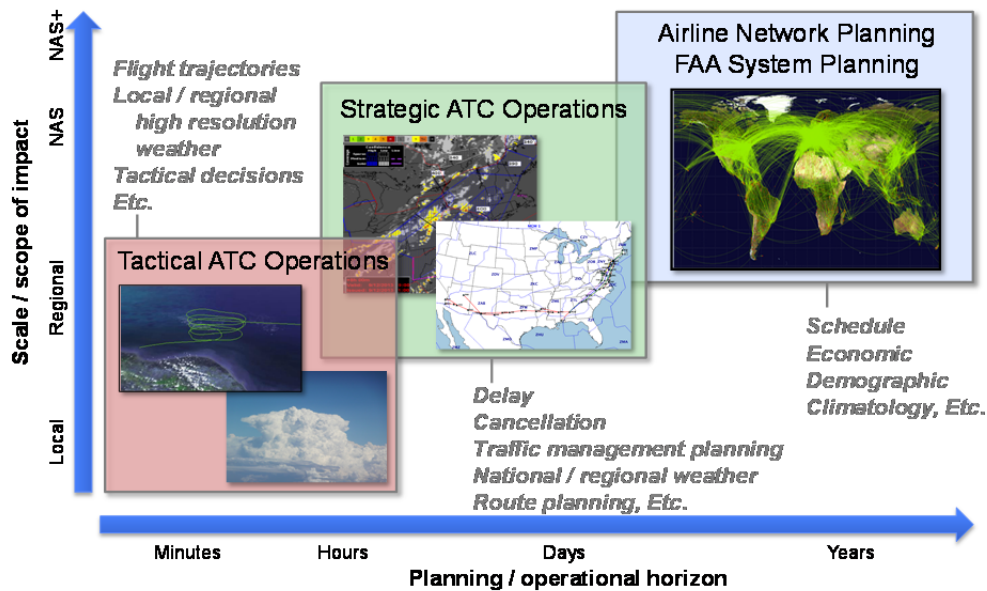 NAS+
NAS
Regional
Local
Scale / scope of impact
Flight trajectories
Local / regional
high resolution
weather
Tactical decisions
Etc.
Tactical ATC Operations
Strategic ATC Operations
Airline Network Planning
FAA System Planning
Delay
Cancellation
Traffic management planning
National / regional weather
Route planning, Etc.
Schedule
Economic
Demographic
Climatology, Etc.
Minutes
Hours
Days
Years
Planning / operational horizon